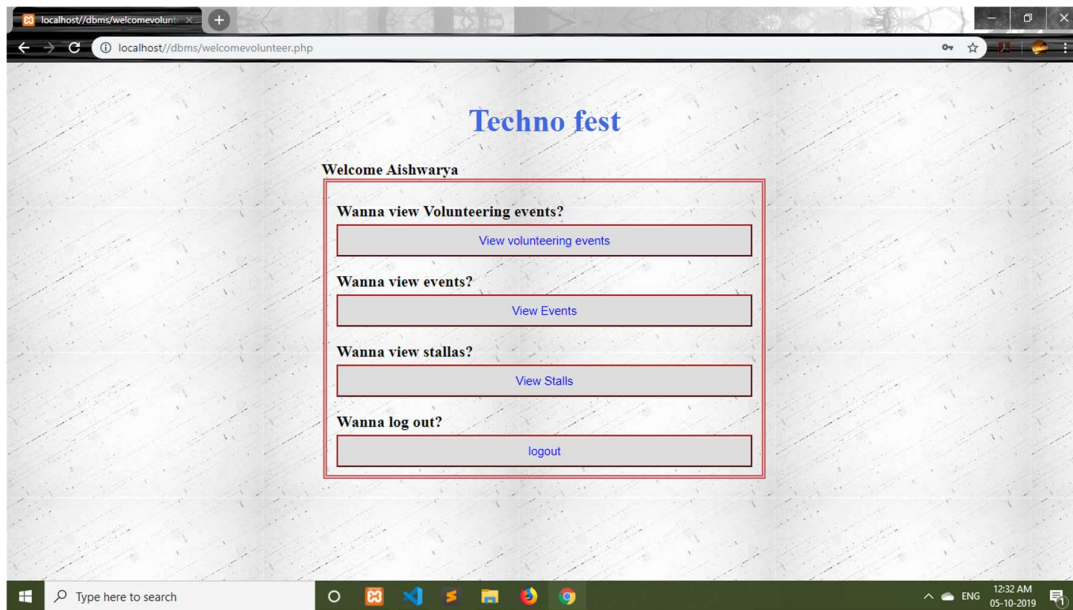 localhost/dbms/welcomevolunt
localhost//dbms/welcomevolunteer.php
Techno fest
Welcome Aishwarya
Wanna view Volunteering events?
View volunteering events
Wanna view events?
View Events
Wanna view stallas?
View Stalls
Wanna log out?
logout
Type here to search
ENG
12:32 AM
05-10-2019
1